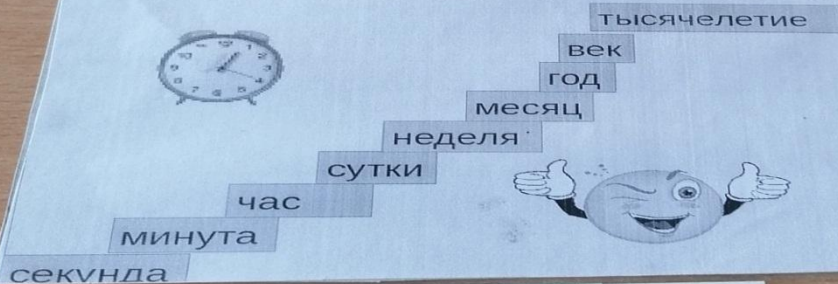 тысячелетие
век
год
месяц
неделя
сутки
час
минута
секунда